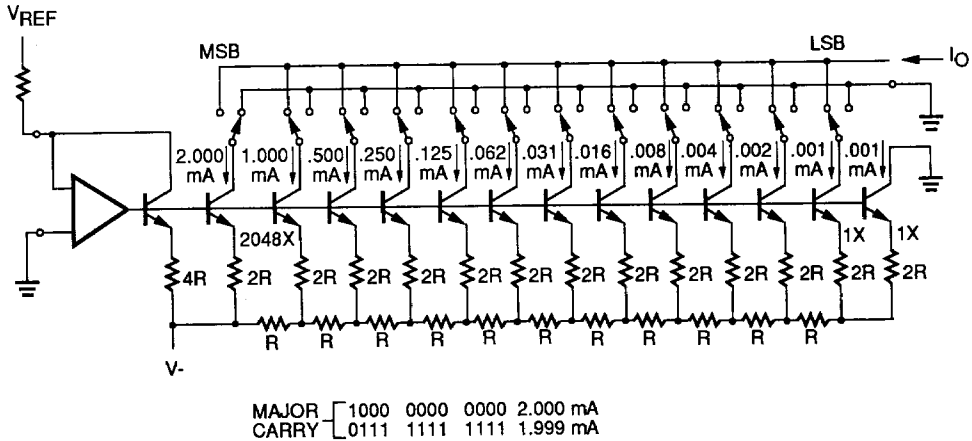 VREF
MSB
LSB
IO
2.000 1.000 .500 .250 .125 .062 .031 .016 .008 .004 .002 .001 .001
mA mA mA mA mA mA mA mA mA mA mA mA mA
2048X 1X 1X
4R 2R 2R 2R 2R 2R 2R 2R 2R 2R 2R 2R 2R 2R
R R R R R R R R R R R
V-
MAJOR 1000 0000 0000 2.000 mA
CARRY 0111 1111 1111 1.999 mA